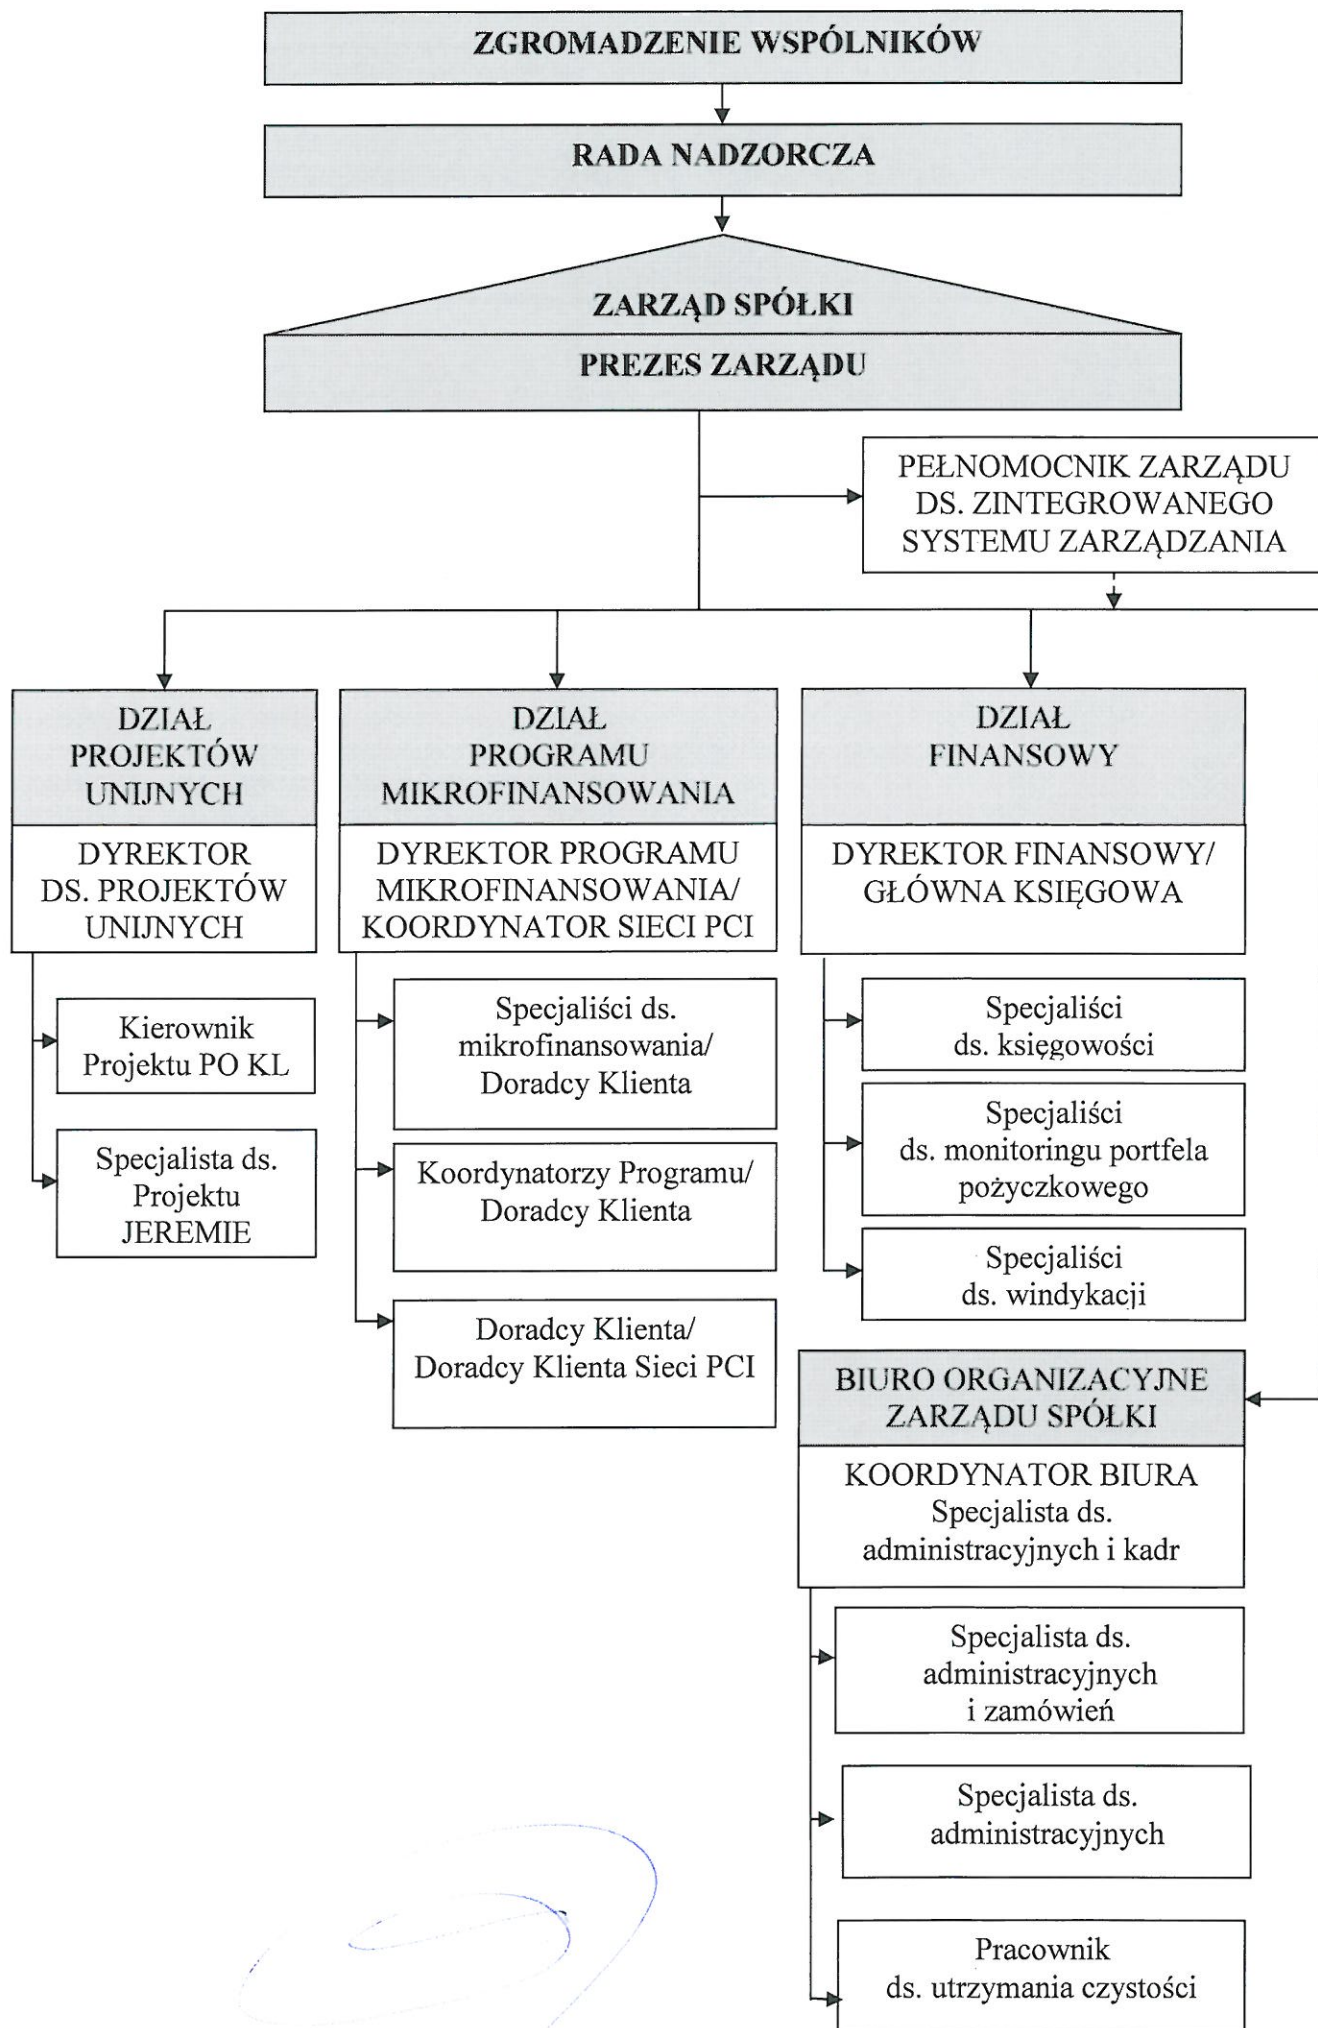 ZGROMADZENIE WSPÓLNIKÓW
RADA NADZORCZA
ZARZĄD SPÓŁKI
PREZES ZARZĄDU
PEŁNOMOCNIK ZARZĄDU
DS. ZINTEGROWANEGO
SYSTEMU ZARZĄDZANIA
DZIAŁ
PROJEKTÓW
UNIJNYCH
DYREKTOR
DS. PROJEKTÓW
UNIJNYCH
Kierownik
Projektu PO KL
Specjalista ds.
Projektu
JEREMIE
DZIAŁ
PROGRAMU
MIKROFINANSOWANIA
DYREKTOR PROGRAMU
MIKROFINANSOWANIA/
KOORDYNATOR SIECI PCI
Specjaliści ds.
mikrofinansowania/
Doradcy Klienta
Koordynatorzy Programu/
Doradcy Klienta
Doradcy Klienta/
Doradcy Klienta Sieci PCI
DZIAŁ
FINANSOWY
DYREKTOR FINANSOWY/
GŁÓWNA KSIĘGOWA
Specjaliści
ds. księgowości
Specjaliści
ds. monitoringu portfela
pożyczkowego
Specjaliści
ds. windykacji
BIURO ORGANIZACYJNE
ZARZĄDU SPÓŁKI
KOORDYNATOR BIURA
Specjalista ds.
administracyjnych i kadr
Specjalista ds.
administracyjnych
i zamówień
Specjalista ds.
administracyjnych
Pracownik
ds. utrzymania czystości